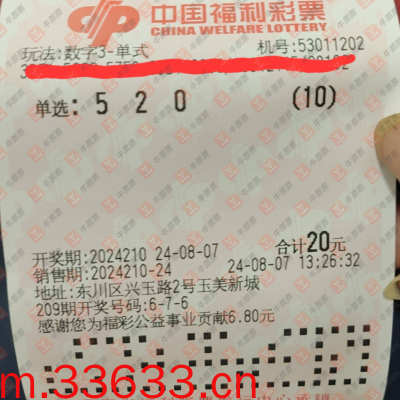 中国福利彩票
CHINA WELFARE LOTTERY
玩法:数字3-单式 机号:53011202
单选: 5 2 0 (10)
开奖期:2024210 24-08-07 合计20元
销售期:2024210-24 24-08-07 13:26:32
地址:东川区兴玉路2号玉美新城
209期开奖号码:6-7-6
感谢您为福彩公益事业贡献6.80元
m.33633.cn